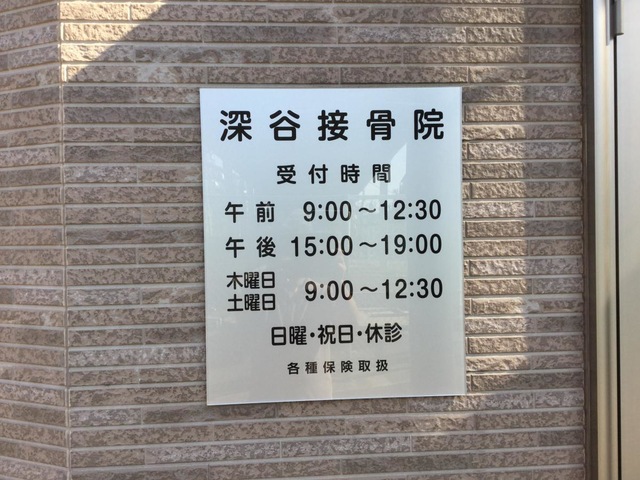 深谷接骨院
受付時間
午前 9:00～12:30
午後 15:00～19:00
木曜日
土曜日 9:00～12:30
日曜・祝日・休診
各種保険取扱